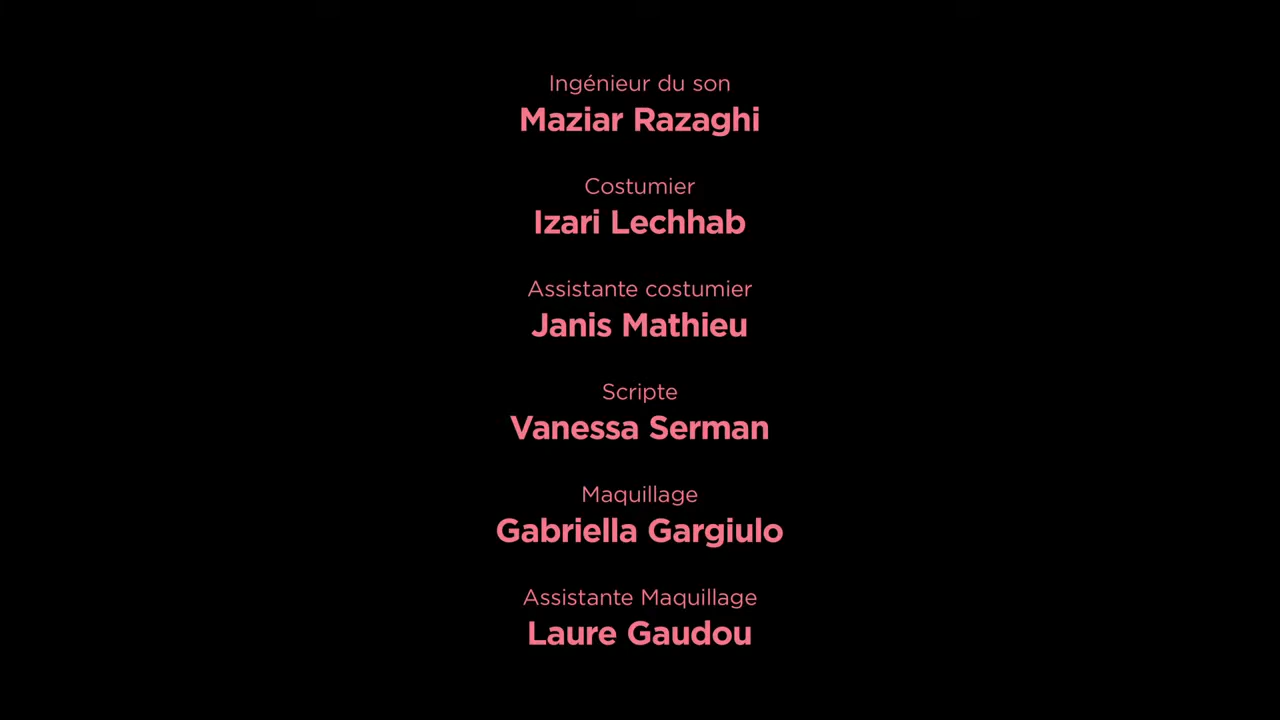 Ingénieur du son
Maziar Razaghi
Costumier
Izari Lechhab
Assistante costumier
Janis Mathieu
Scripte
Vanessa Serman
Maquillage
Gabriella Gargiulo
Assistante Maquillage
Laure Gaudou